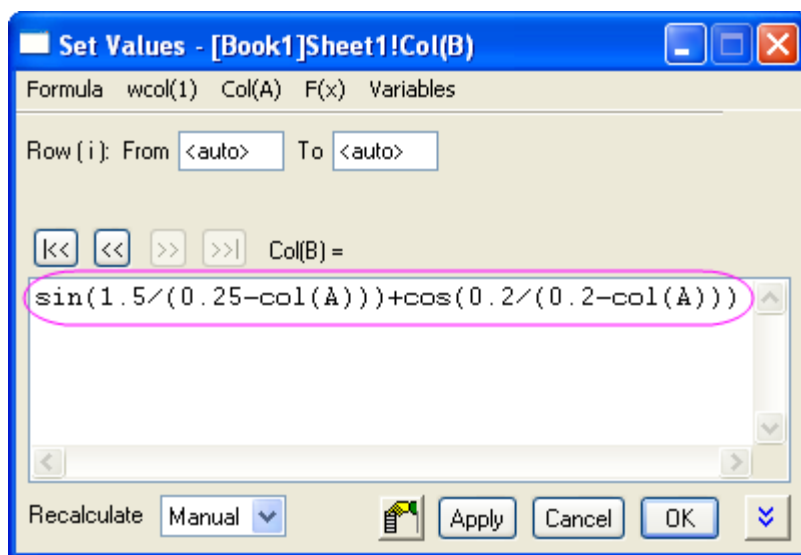 Set Values - [Book1]Sheet1!Col(B)
Formula wcol(1) Col(A) F(x) Variables
Row (i): From <auto> To <auto>
|<< << >> >>| Col(B) =
sin(1.5/(0.25-col(A)))+cos(0.2/(0.2-col(A)))
Recalculate Manual Apply Cancel OK